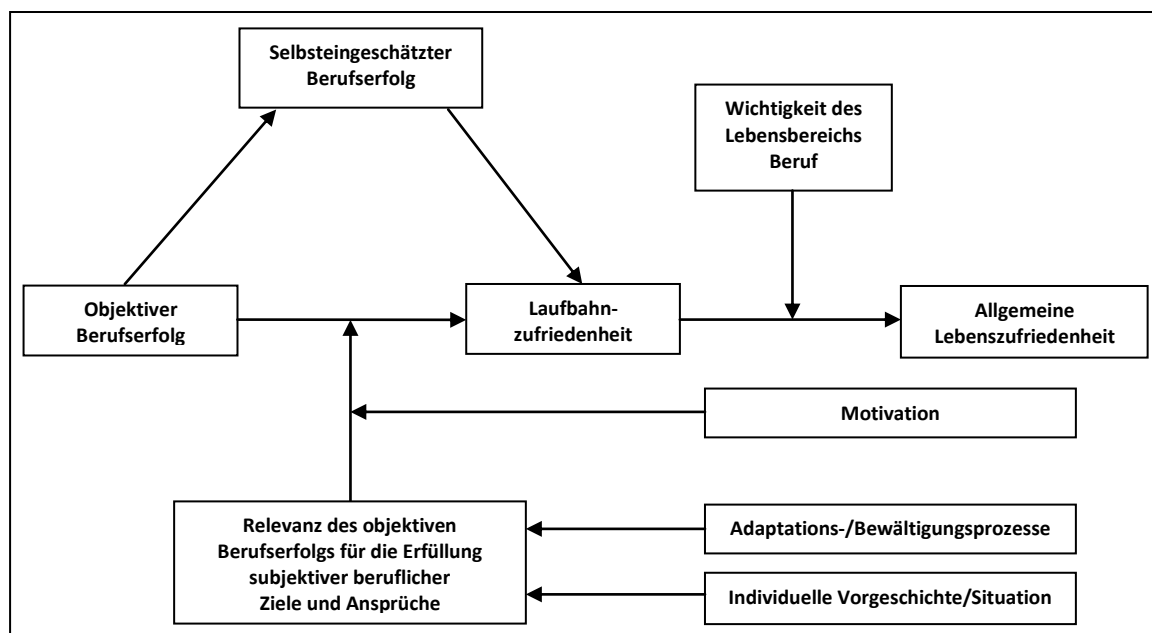 Selbsteingeschätzter
Berufserfolg
Wichtigkeit des
Lebensbereichs
Beruf
Objektiver
Berufserfolg
Laufbahn-
zufriedenheit
Allgemeine
Lebenszufriedenheit
Motivation
Relevanz des objektiven
Berufserfolgs für die Erfüllung
subjektiver beruflicher
Ziele und Ansprüche
Adaptations-/Bewältigungsprozesse
Individuelle Vorgeschichte/Situation